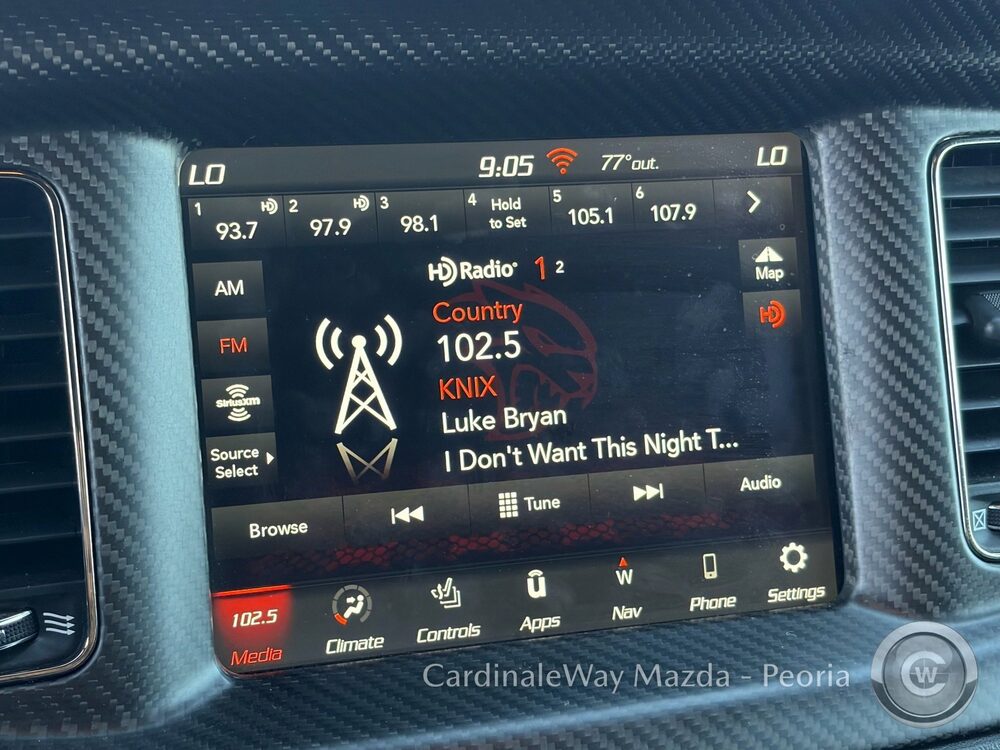 LO 9:05 77° out. LO
1 93.7 HD 2 97.9 HD 3 98.1 4 Hold to Set 5 105.1 6 107.9
AM
HD Radio 1 2
Map
Country
HD
FM
102.5
KNIX
SiriusXM
Luke Bryan
Source
Select
I Don't Want This Night T...
Browse Tune Audio
102.5
Media Climate Controls Apps W Nav Phone Settings
CardinaleWay Mazda - Peoria
CW